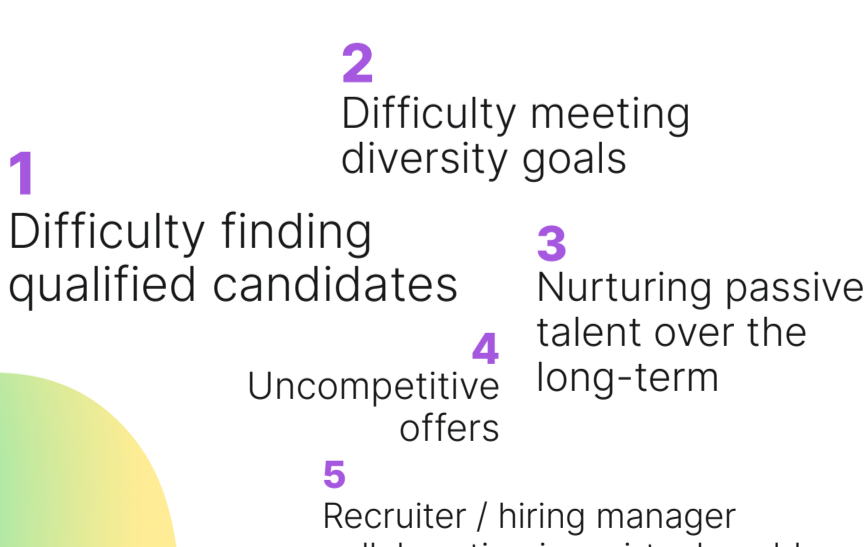 1
Difficulty finding
qualified candidates
2
Difficulty meeting
diversity goals
3
Nurturing passive
talent over the
long-term
4
Uncompetitive
offers
5
Recruiter / hiring manager